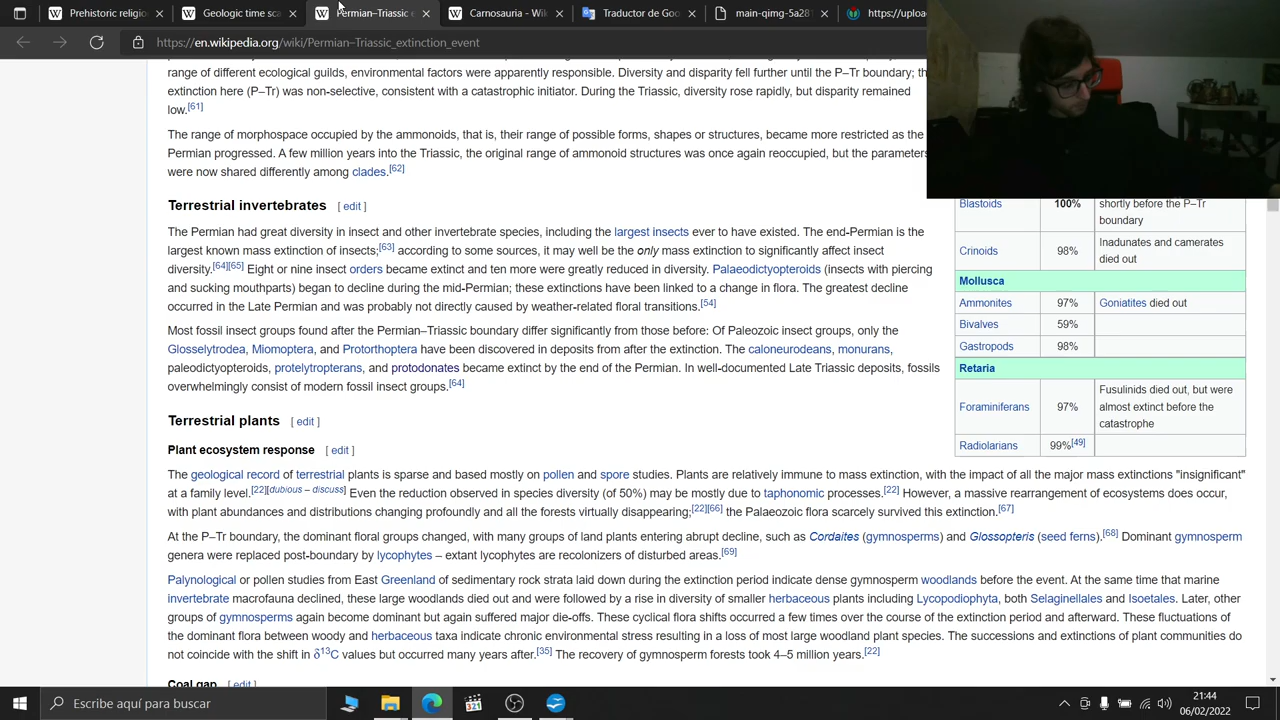 Prehistoric religio
Geologic time sca
Permian–Triassic e
Carnosauria - Wiki
Traductor de Goo
main-qimg-5a281
https://uploa
https://en.wikipedia.org/wiki/Permian–Triassic_extinction_event
range of different ecological guilds, environmental factors were apparently responsible. Diversity and disparity fell further until the P–Tr boundary; th
extinction here (P–Tr) was non-selective, consistent with a catastrophic initiator. During the Triassic, diversity rose rapidly, but disparity remained
low.[61]
The range of morphospace occupied by the ammonoids, that is, their range of possible forms, shapes or structures, became more restricted as the
Permian progressed. A few million years into the Triassic, the original range of ammonoid structures was once again reoccupied, but the parameters
were now shared differently among clades.[62]
Terrestrial invertebrates [ edit ]
The Permian had great diversity in insect and other invertebrate species, including the largest insects ever to have existed. The end-Permian is the
largest known mass extinction of insects;[63] according to some sources, it may well be the only mass extinction to significantly affect insect
diversity.[64][65] Eight or nine insect orders became extinct and ten more were greatly reduced in diversity. Palaeodictyopteroids (insects with piercing
and sucking mouthparts) began to decline during the mid-Permian; these extinctions have been linked to a change in flora. The greatest decline
occurred in the Late Permian and was probably not directly caused by weather-related floral transitions.[54]
Most fossil insect groups found after the Permian–Triassic boundary differ significantly from those before: Of Paleozoic insect groups, only the
Glosselytrodea, Miomoptera, and Protorthoptera have been discovered in deposits from after the extinction. The caloneurodeans, monurans,
paleodictyopteroids, protelytropterans, and protodonates became extinct by the end of the Permian. In well-documented Late Triassic deposits, fossils
overwhelmingly consist of modern fossil insect groups.[64]
Blastoids 100% shortly before the P–Tr
boundary
Crinoids 98% Inadunates and camerates
died out
Mollusca
Ammonites 97% Goniatites died out
Bivalves 59%
Gastropods 98%
Retaria
Foraminiferans 97% Fusulinids died out, but were
almost extinct before the
catastrophe
Radiolarians 99%[49]
Terrestrial plants [ edit ]
Plant ecosystem response [ edit ]
The geological record of terrestrial plants is sparse and based mostly on pollen and spore studies. Plants are relatively immune to mass extinction, with the impact of all the major mass extinctions "insignificant"
at a family level.[22][dubious – discuss] Even the reduction observed in species diversity (of 50%) may be mostly due to taphonomic processes.[22] However, a massive rearrangement of ecosystems does occur,
with plant abundances and distributions changing profoundly and all the forests virtually disappearing;[22][66] the Palaeozoic flora scarcely survived this extinction.[67]
At the P–Tr boundary, the dominant floral groups changed, with many groups of land plants entering abrupt decline, such as Cordaites (gymnosperms) and Glossopteris (seed ferns).[68] Dominant gymnosperm
genera were replaced post-boundary by lycophytes – extant lycophytes are recolonizers of disturbed areas.[69]
Palynological or pollen studies from East Greenland of sedimentary rock strata laid down during the extinction period indicate dense gymnosperm woodlands before the event. At the same time that marine
invertebrate macrofauna declined, these large woodlands died out and were followed by a rise in diversity of smaller herbaceous plants including Lycopodiophyta, both Selaginellales and Isoetales. Later, other
groups of gymnosperms again become dominant but again suffered major die-offs. These cyclical flora shifts occurred a few times over the course of the extinction period and afterward. These fluctuations of
the dominant flora between woody and herbaceous taxa indicate chronic environmental stress resulting in a loss of most large woodland plant species. The successions and extinctions of plant communities do
not coincide with the shift in δ13C values but occurred many years after.[35] The recovery of gymnosperm forests took 4–5 million years.[22]
Coal gap [ edit ]
Escribe aquí para buscar
321
21:44
06/02/2022